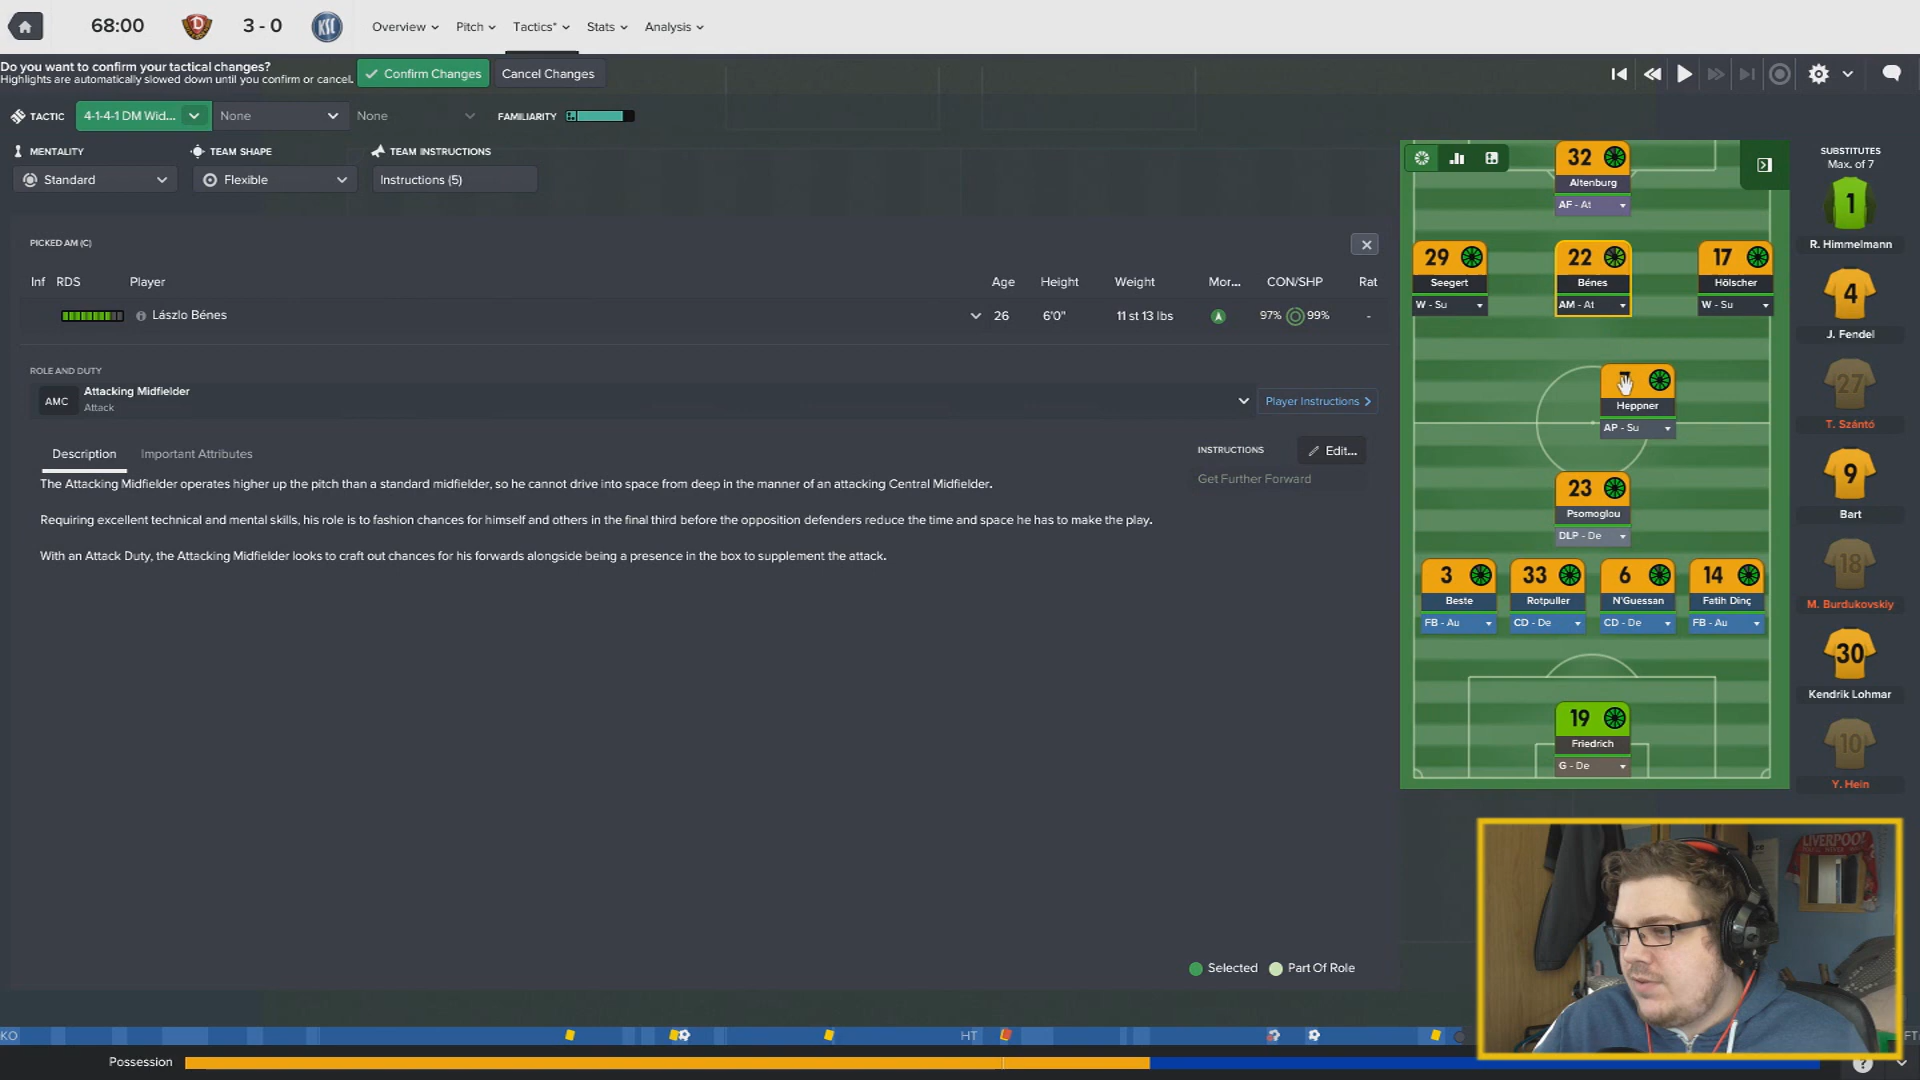 68:00
D
3 - 0
KSC
Overview
Pitch
Tactics*
Stats
Analysis
Do you want to confirm your tactical changes?
Highlights are automatically slowed down until you confirm or cancel.
Confirm Changes
Cancel Changes
TACTIC
4-1-4-1 DM Wid...
None
None
FAMILIARITY
MENTALITY
TEAM SHAPE
TEAM INSTRUCTIONS
Standard
Flexible
Instructions (5)
PICKED AM (C)
Inf RDS Player Age Height Weight Mor... CON/SHP Rat
László Bénes 26 6'0" 11 st 13 lbs 97% 99% -
ROLE AND DUTY
AMC
Attacking Midfielder
Attack
Player Instructions
Description
Important Attributes
INSTRUCTIONS
Edit...
Get Further Forward
The Attacking Midfielder operates higher up the pitch than a standard midfielder, so he cannot drive into space from deep in the manner of an attacking Central Midfielder.
Requiring excellent technical and mental skills, his role is to fashion chances for himself and others in the final third before the opposition defenders reduce the time and space he has to make the play.
With an Attack Duty, the Attacking Midfielder looks to craft out chances for his forwards alongside being a presence in the box to supplement the attack.
Selected
Part Of Role
32
Altenburg
AF - At
29
Seegert
W - Su
22
Bénes
AM - At
17
Hölscher
W - Su
Heppner
AP - Su
23
Psomoglou
DLP - De
3
Beste
FB - Au
33
Rotpuller
CD - De
6
N'Guessan
CD - De
14
Fatih Dinç
FB - Au
19
Friedrich
G - De
SUBSTITUTES
Max. of 7
1
R. Himmelmann
4
J. Fendel
27
T. Szántó
9
Bart
18
M. Burdukovskiy
30
Kendrik Lohmar
10
Y. Hein
LIVERPOOL
KO
HT
FT
Possession
?